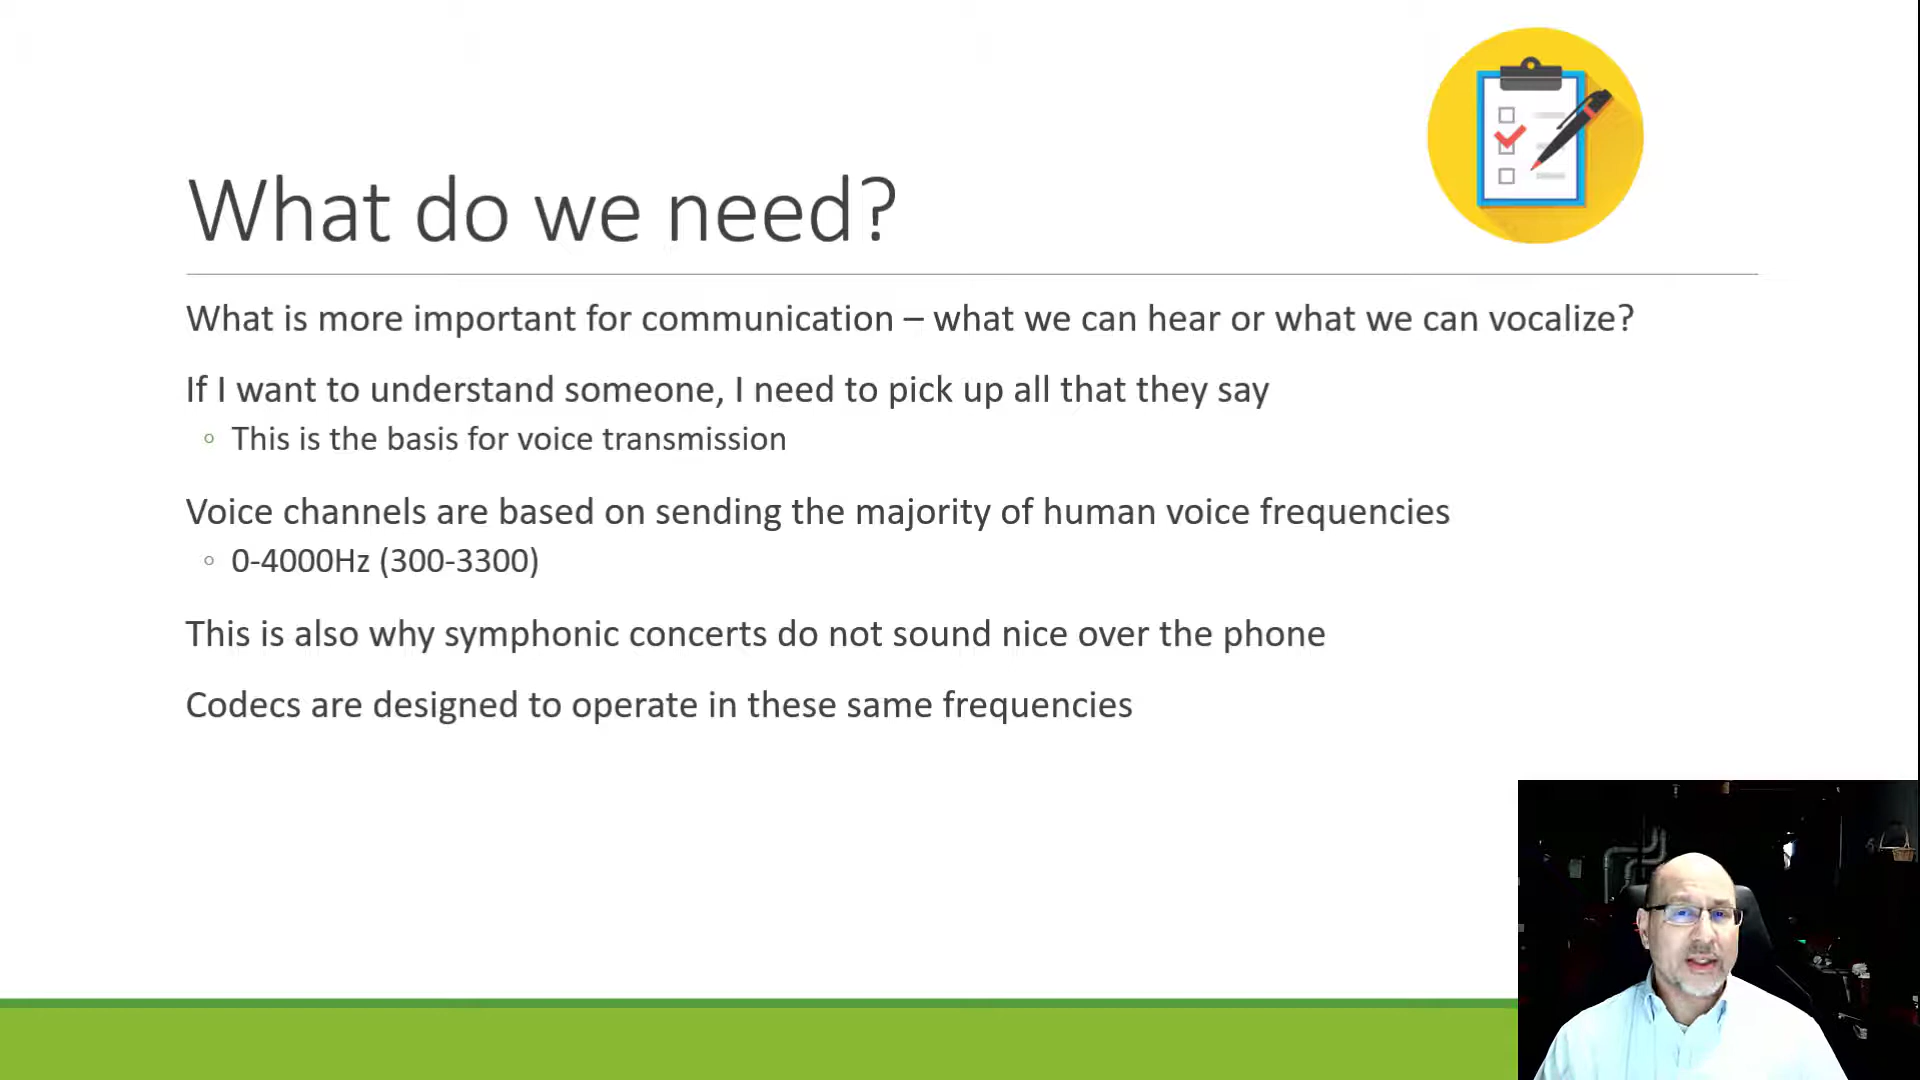 What do we need?
What is more important for communication – what we can hear or what we can vocalize?
If I want to understand someone, I need to pick up all that they say
◦ This is the basis for voice transmission
Voice channels are based on sending the majority of human voice frequencies
◦ 0-4000Hz (300-3300)
This is also why symphonic concerts do not sound nice over the phone
Codecs are designed to operate in these same frequencies